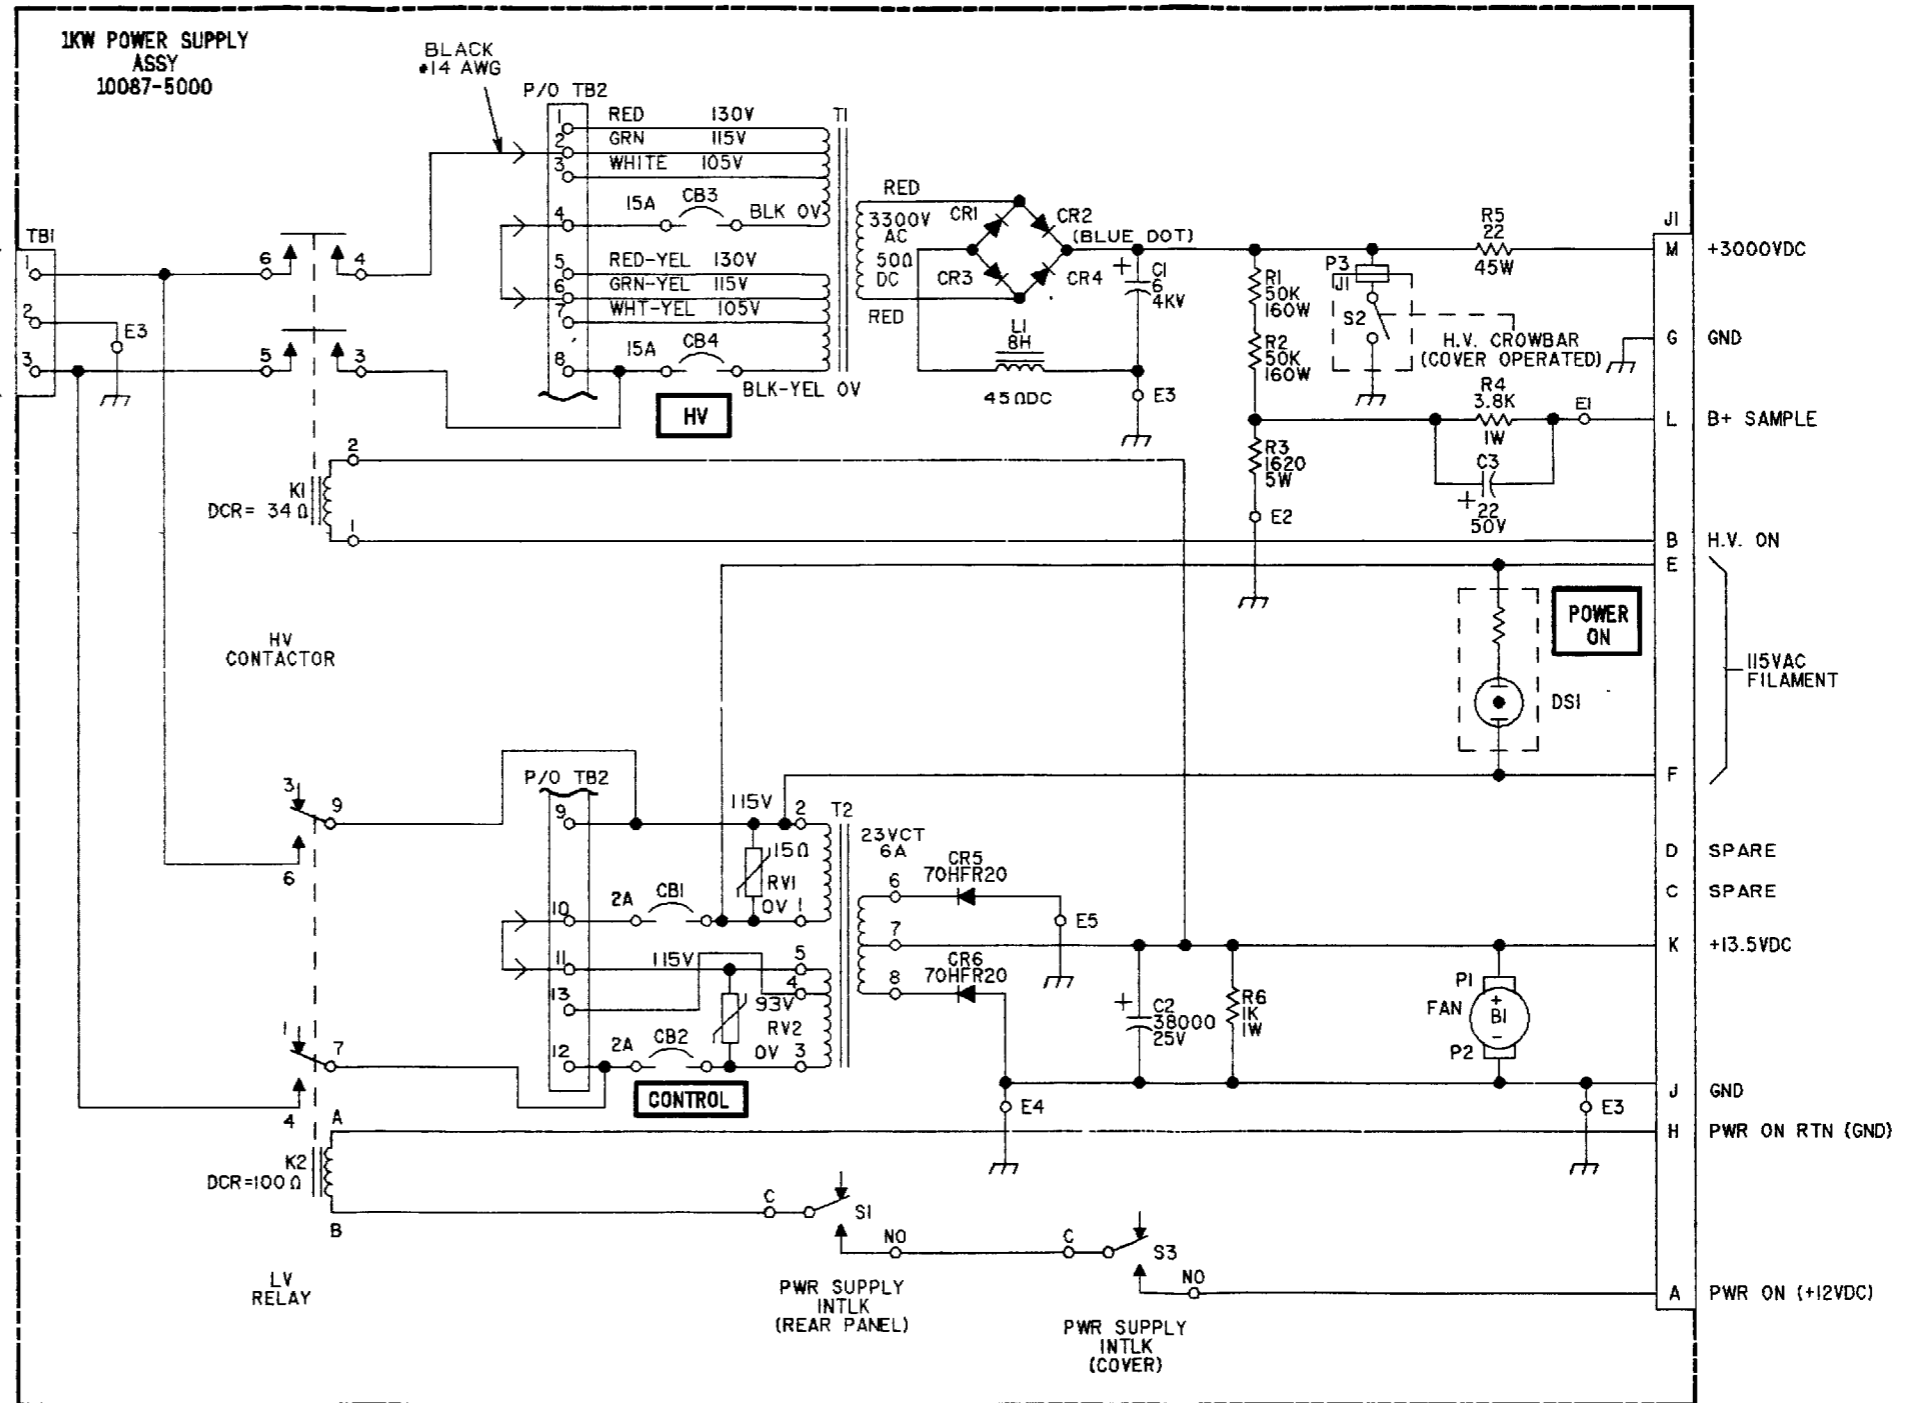 1KW POWER SUPPLY
ASSY
10087-5000
BLACK
#14 AWG
P/O TB2
1 RED 130V
2 GRN 115V
3 WHITE 105V
4 15A CB3 BLK 0V
5 RED-YEL 130V
6 GRN-YEL 115V
7 WHT-YEL 105V
8 15A CB4
BLK-YEL 0V
HV
T1
RED
3300V
AC
50Ω
DC
RED
CR1
CR2
(BLUE DOT)
CR3
CR4
L1
8H
45ΩDC
+
C1
6
4KV
E3
R1
50K
160W
R2
50K
160W
R3
1620
5W
E2
P3
J1
S2
H.V. CROWBAR
(COVER OPERATED)
R5
22
45W
R4
3.8K
1W
E1
C3
+
22
50V
J1
M +3000VDC
G GND
L B+ SAMPLE
B H.V. ON
E
115VAC
FILAMENT
F
D SPARE
C SPARE
K +13.5VDC
J GND
H PWR ON RTN (GND)
A PWR ON (+12VDC)
TB1
1
2
3
E3
6
4
5
3
2
K1
DCR= 34Ω
1
HV
CONTACTOR
POWER
ON
DS1
3
9
6
1
7
4
A
K2
DCR=100Ω
B
LV
RELAY
P/O TB2
9
115V
2
T2
15Ω
RV1
10
2A
CB1
0V
1
11
115V
5
4
13
93V
RV2
12
2A
CB2
0V
3
CONTROL
23VCT
6A
6
CR5
70HFR20
E5
7
8
CR6
70HFR20
E4
+
C2
38000
25V
R6
1K
1W
P1
FAN
+
B1
−
P2
E3
C
S1
NO
PWR SUPPLY
INTLK
(REAR PANEL)
C
S3
NO
PWR SUPPLY
INTLK
(COVER)